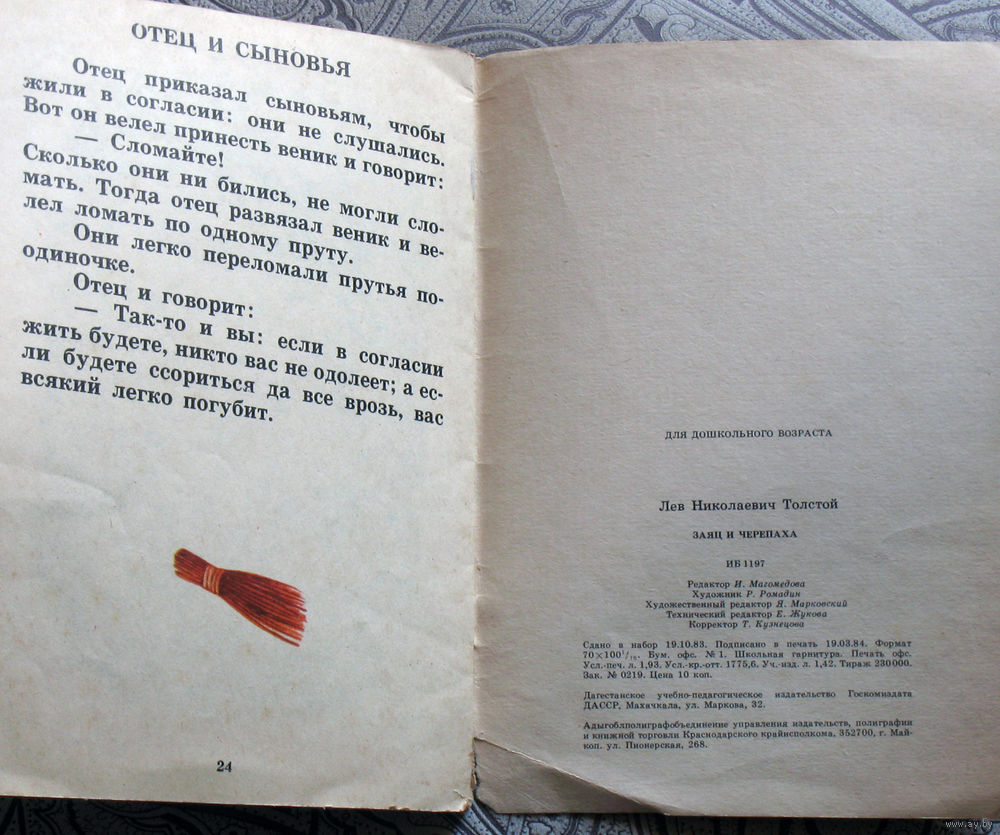 ОТЕЦ И СЫНОВЬЯ
Отец приказал сыновьям, чтобы
жили в согласии: они не слушались.
Вот он велел принесть веник и говорит:
— Сломайте!
Сколько они ни бились, не могли сло-
мать. Тогда отец развязал веник и ве-
лел ломать по одному пруту.
Они легко переломали прутья по-
одиночке.
Отец и говорит:
— Так-то и вы: если в согласии
жить будете, никто вас не одолеет; а ес-
ли будете ссориться да все врозь, вас
всякий легко погубит.
24
ДЛЯ ДОШКОЛЬНОГО ВОЗРАСТА
Лев Николаевич Толстой
ЗАЯЦ И ЧЕРЕПАХА
ИБ 1197
Редактор И. Магомедова
Художник Р. Ромадин
Художественный редактор Я. Марковский
Технический редактор Е. Жукова
Корректор Т. Кузнецова
Сдано в набор 19.10.83. Подписано в печать 19.03.84. Формат
70×100¹/₁₆. Бум. офс. № 1. Школьная гарнитура. Печать офс.
Усл.-печ. л. 1,93. Усл.-кр.-отт. 1775,6. Уч.-изд. л. 1,42. Тираж 230 000.
Зак. № 0219. Цена 10 коп.
Дагестанское учебно-педагогическое издательство Госкомиздата
ДАССР, Махачкала, ул. Маркова, 32.
Адыгоблполиграфобъединение управления издательств, полиграфии
и книжной торговли Краснодарского крайисполкома, 352700, г. Май-
коп. ул. Пионерская, 268.
www.ay.by